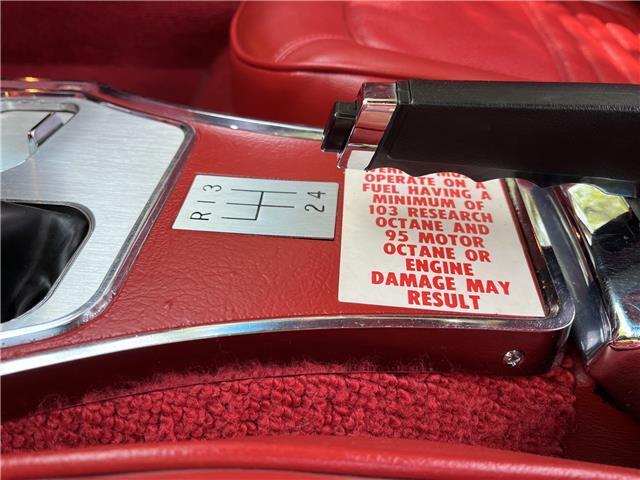 R 1 3
2 4
OPERATE ON A
FUEL HAVING A
MINIMUM OF
103 RESEARCH
OCTANE AND
95 MOTOR
OCTANE OR
ENGINE
DAMAGE MAY
RESULT